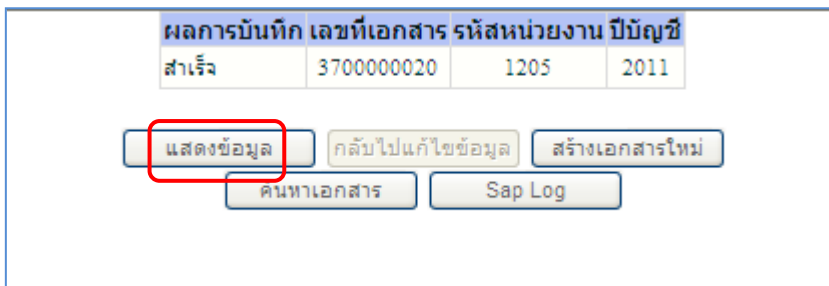 ผลการบันทึก เลขที่เอกสาร รหัสหน่วยงาน ปีบัญชี
สำเร็จ 3700000020 1205 2011
แสดงข้อมูล กลับไปแก้ไขข้อมูล สร้างเอกสารใหม่
ค้นหาเอกสาร Sap Log